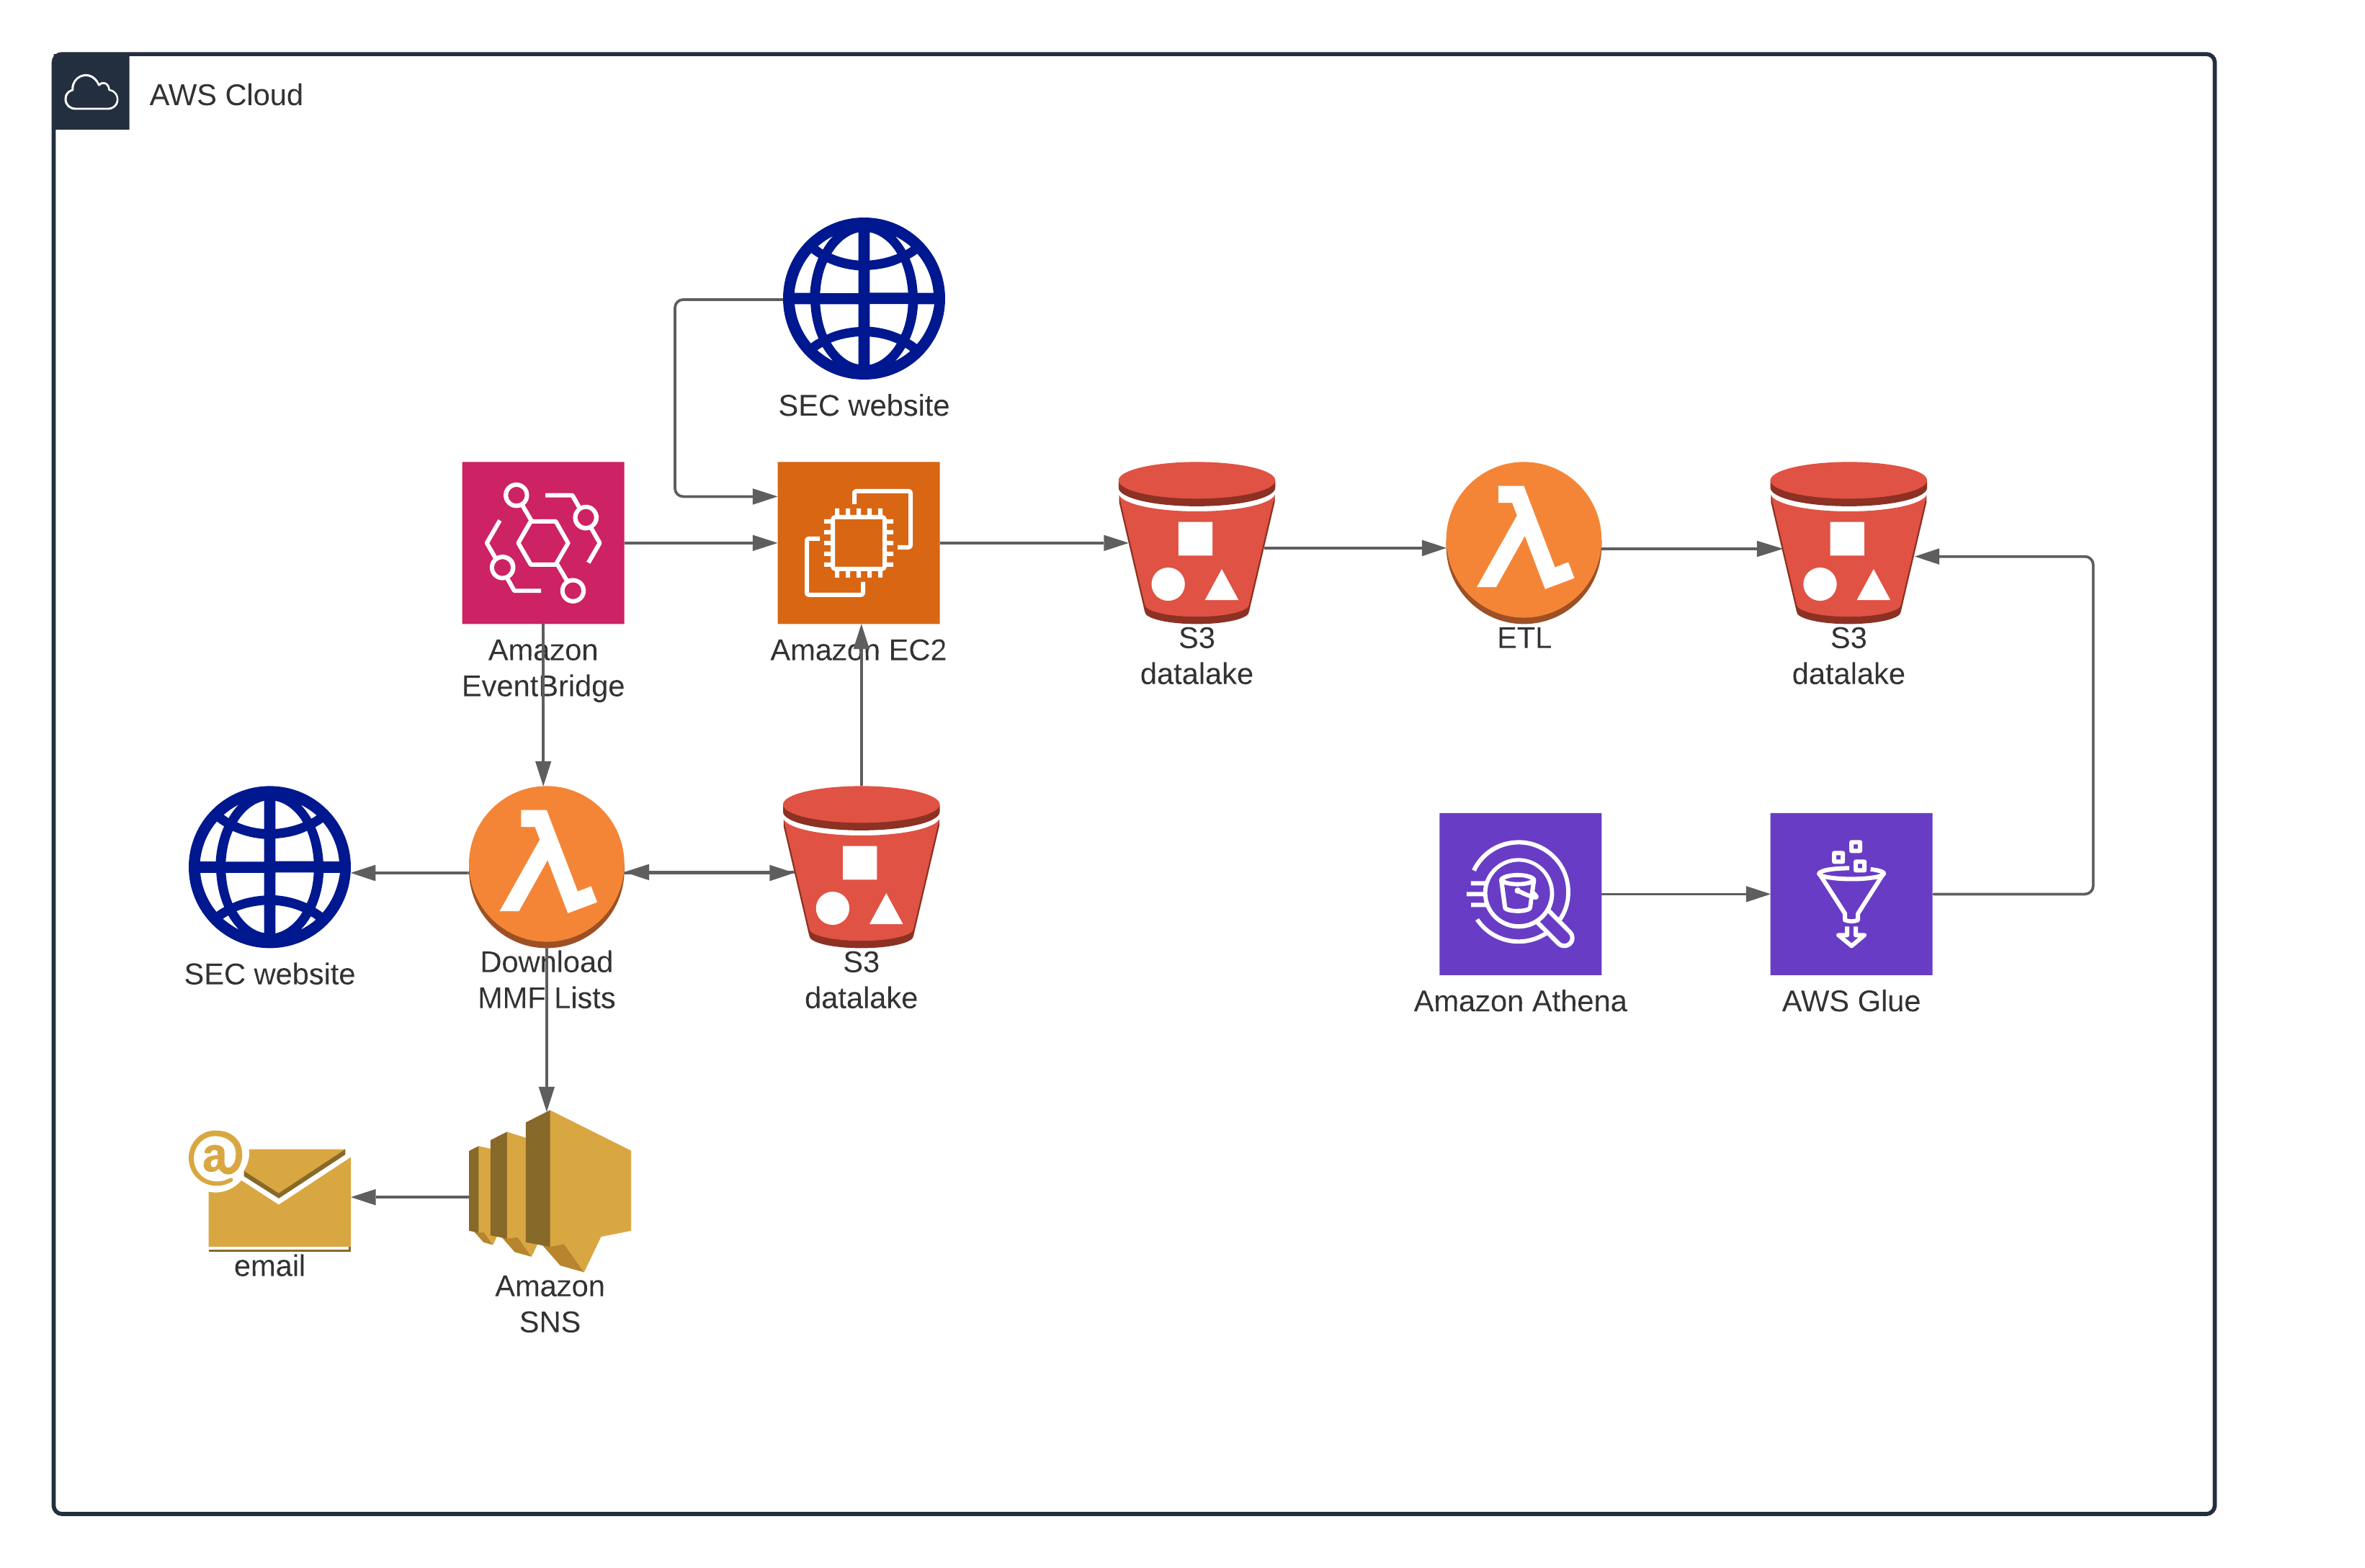 AWS Cloud
SEC website
Amazon
EventBridge
Amazon EC2
S3
datalake
ETL
S3
datalake
SEC website
Download
MMF Lists
S3
datalake
Amazon Athena
AWS Glue
@
email
Amazon
SNS